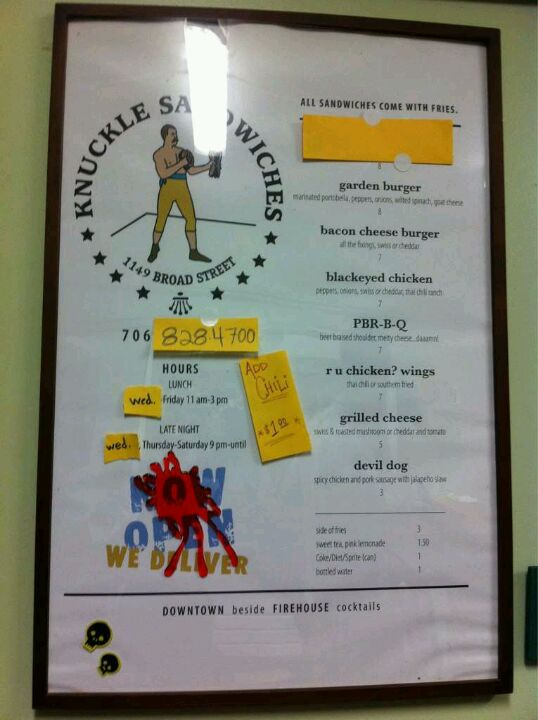 KNUCKLE SANDWICHES
1149 BROAD STREET
706 828 4700
HOURS
LUNCH
wed. Friday 11 am-3 pm
LATE NIGHT
wed. , Thursday-Saturday 9 pm-until
ADD
CHILI
*$1.00*
NOW
OPEN
WE DELIVER
ALL SANDWICHES COME WITH FRIES.
8
garden burger
marinated portobella, peppers, onions, wilted spinach, goat cheese
8
bacon cheese burger
all the fixings, swiss or cheddar
7
blackeyed chicken
peppers, onions, swiss or cheddar, thai chili ranch
7
PBR-B-Q
beer braised shoulder, melty cheese...daaamn!
7
r u chicken? wings
thai chili or southern fried
7
grilled cheese
swiss & roasted mushroom or cheddar and tomato
5
devil dog
spicy chicken and pork sausage with jalapeño slaw
3
side of fries 3
sweet tea, pink lemonade 1.50
Coke/Diet/Sprite (can) 1
bottled water 1
DOWNTOWN beside FIREHOUSE cocktails